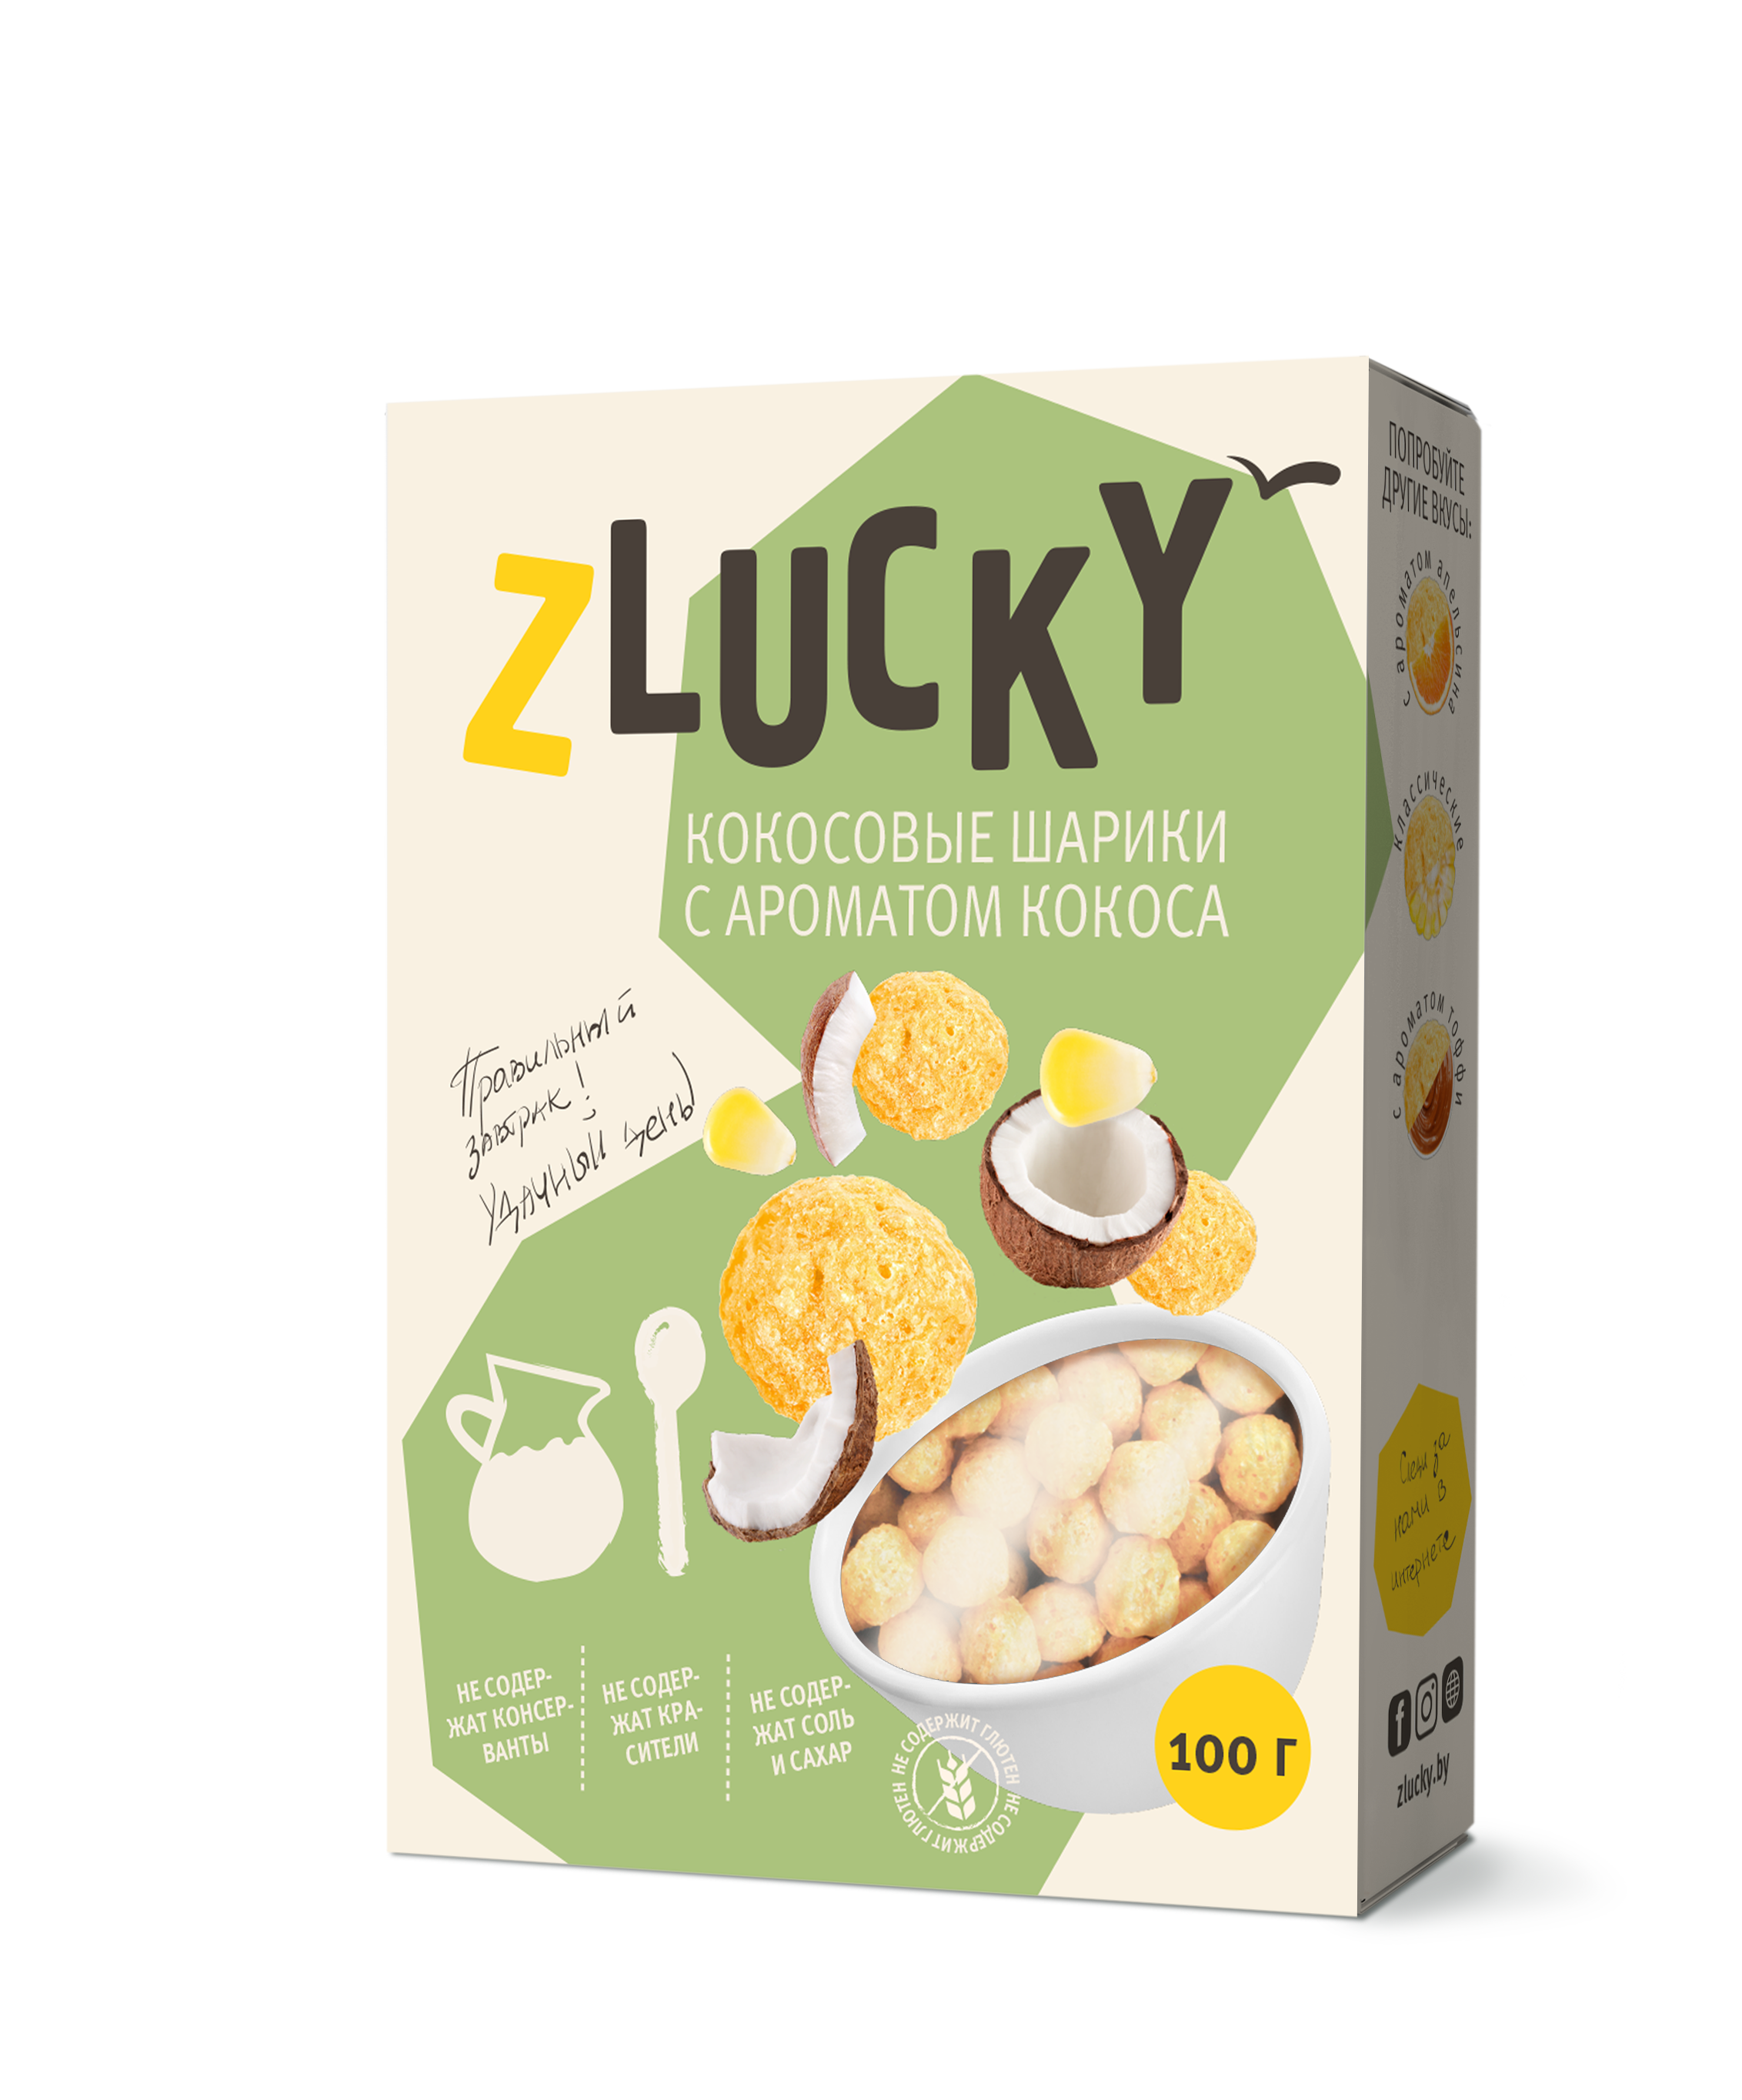 ZLUCKY
КОКОСОВЫЕ ШАРИКИ
С АРОМАТОМ КОКОСА
Правильный
завтрак!
Удачный день!
НЕ СОДЕР-
ЖАТ КОНСЕР-
ВАНТЫ
НЕ СОДЕР-
ЖАТ КРА-
СИТЕЛИ
НЕ СОДЕР-
ЖАТ СОЛЬ
И САХАР
НЕ СОДЕРЖИТ ГЛЮТЕН НЕ СОДЕРЖИТ ГЛЮТЕН
100 Г
ПОПРОБУЙТЕ
ДРУГИЕ ВКУСЫ:
с ароматом апельсина
классические
с ароматом тоффи
Следи за
нами в
интернете
f
zlucky.by